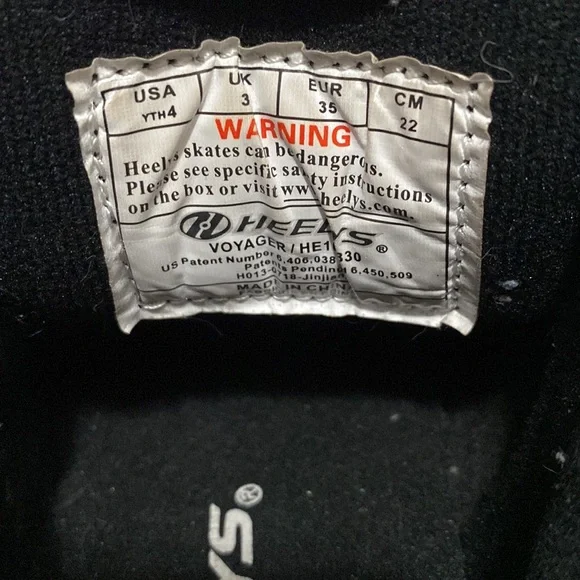 USA UK EUR CM
YTH4 3 35 22
WARNING
Heelys skates can be dangerous.
Please see specific safety instructions
on the box or visit www.heelys.com.
HEELYS®
VOYAGER / HE1
US Patent Number 6,406,038
Patents Pending 6,450,509
MADE IN CHINA
YS®